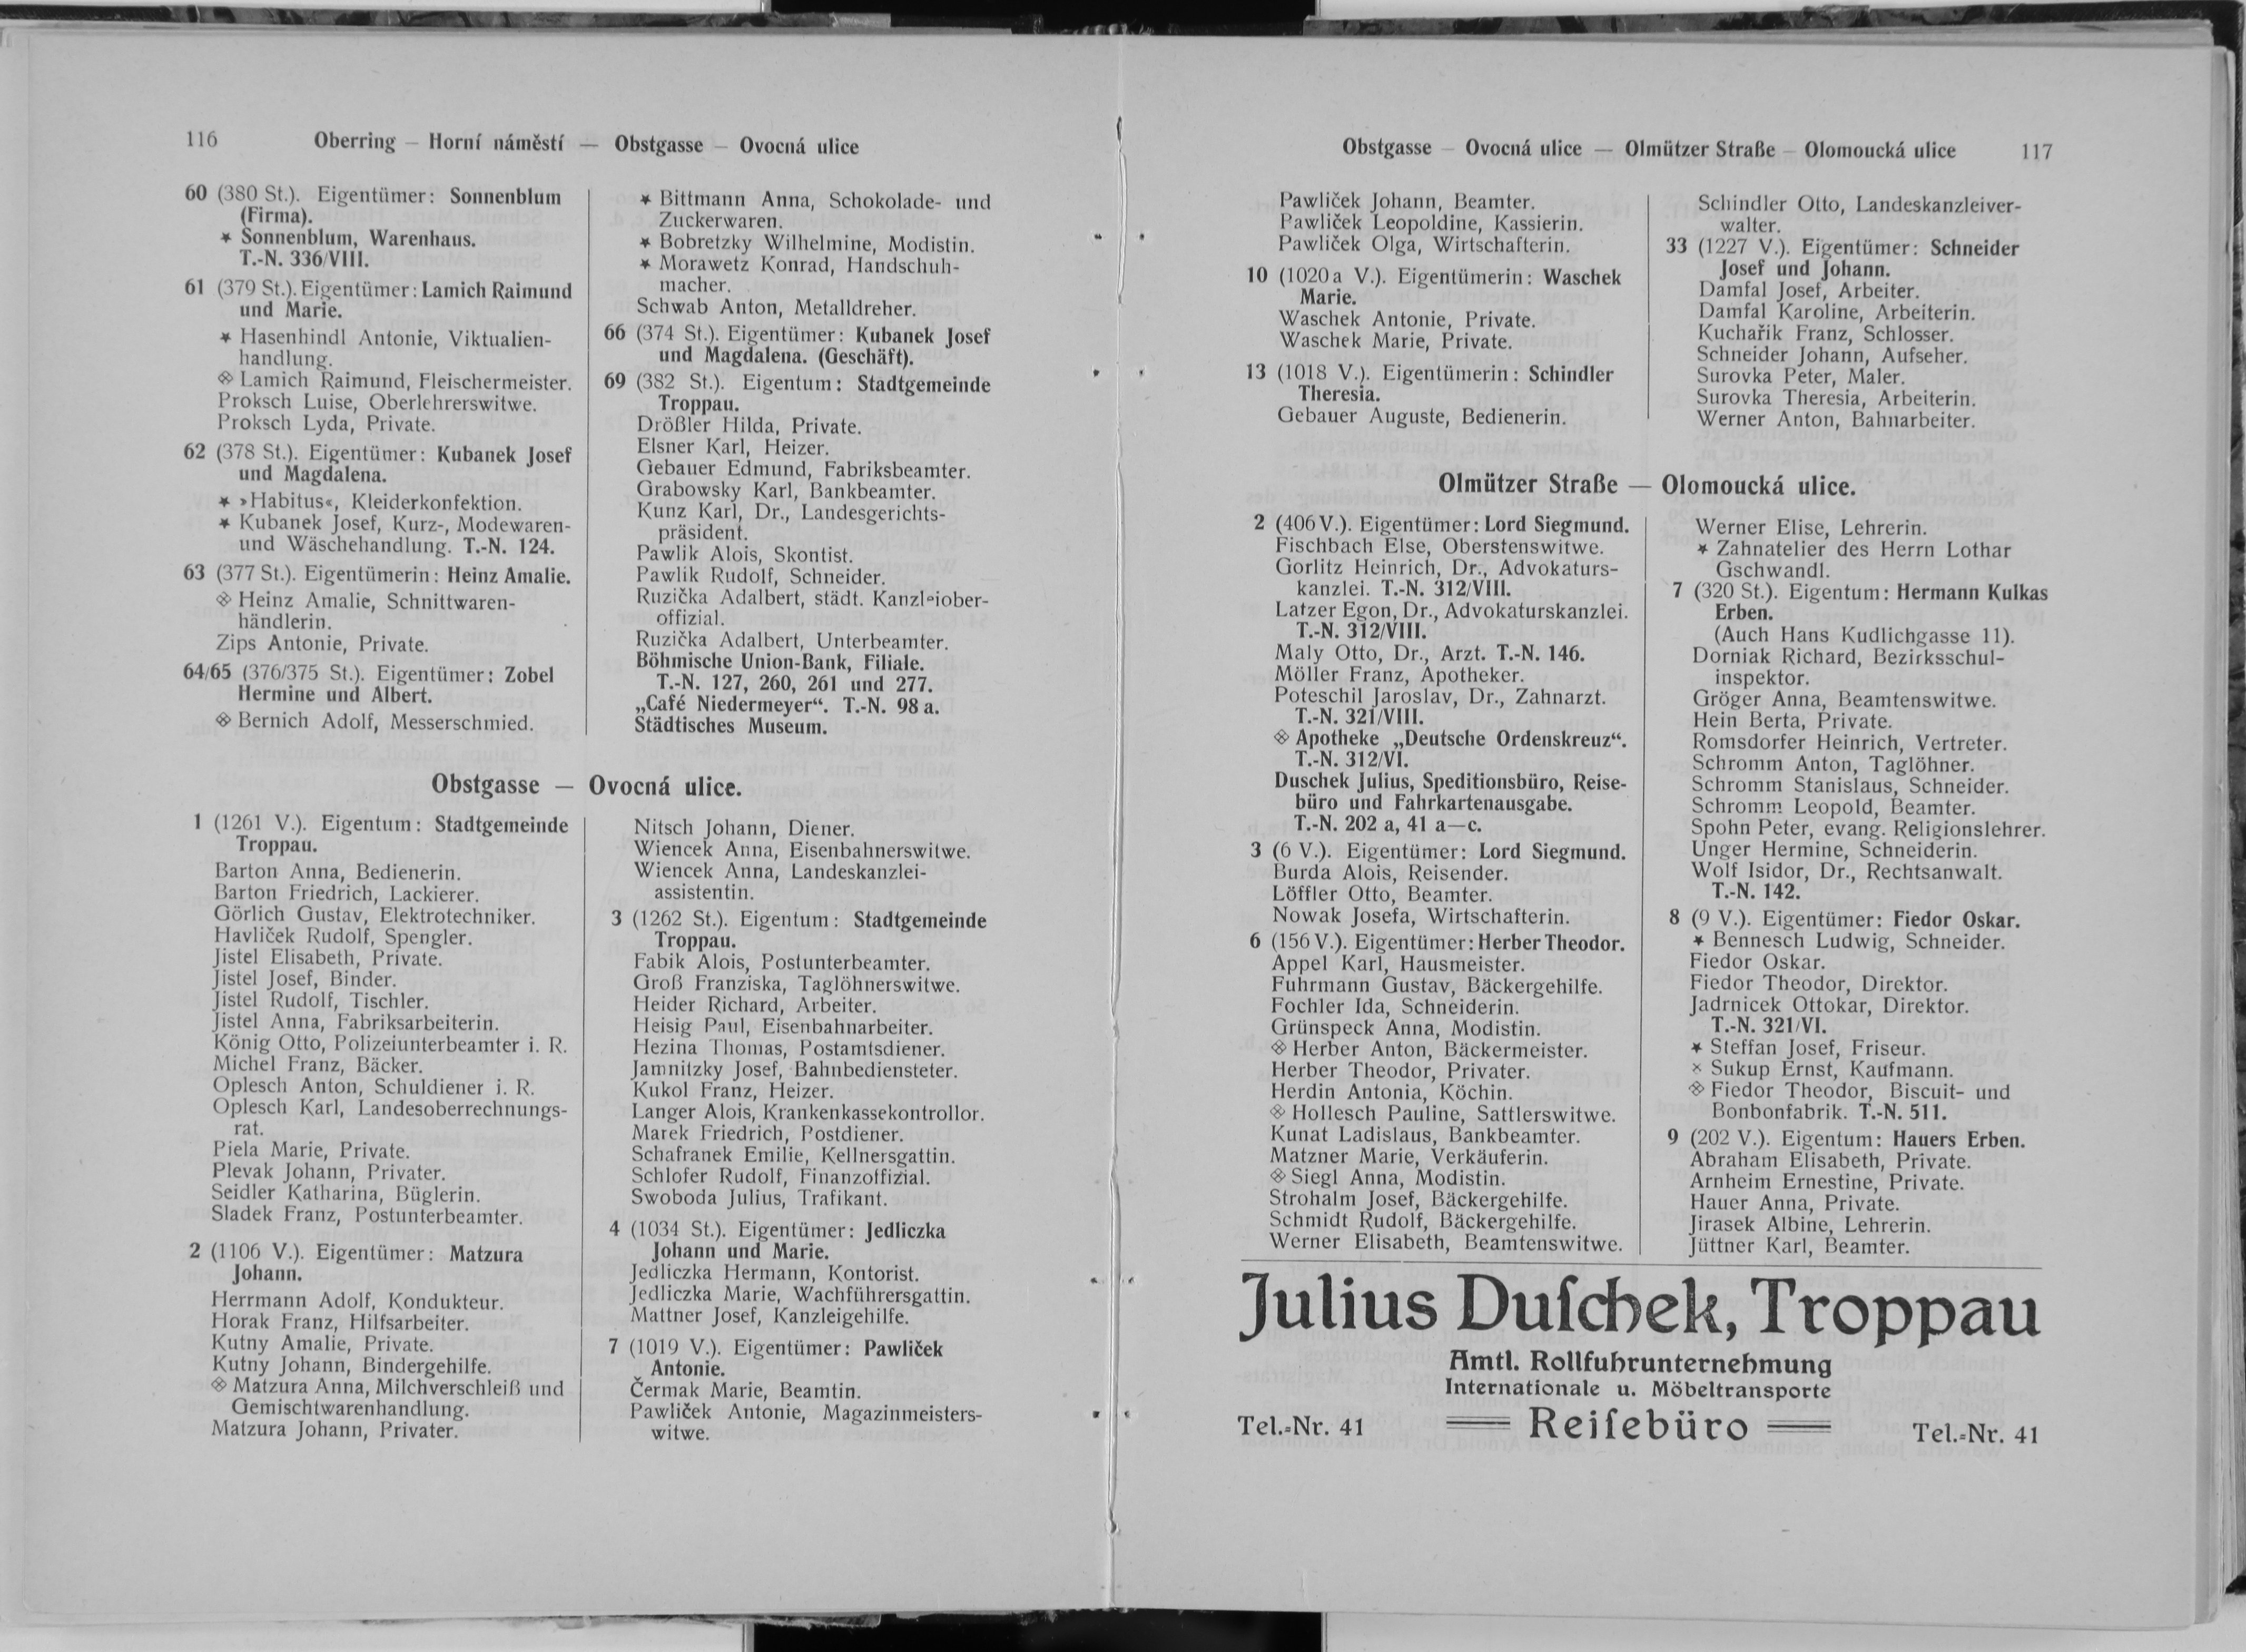 116 Oberring — Horní náměstí — Obstgasse — Ovocná ulice
60 (380 St.). Eigentümer: Sonnenblum
(Firma).
✶ Sonnenblum, Warenhaus.
T.-N. 336/VIII.
61 (379 St.). Eigentümer: Lamich Raimund
und Marie.
✶ Hasenhindl Antonie, Viktualien-
handlung.
※ Lamich Raimund, Fleischermeister.
Proksch Luise, Oberlehrerswitwe.
Proksch Lyda, Private.
62 (378 St.). Eigentümer: Kubanek Josef
und Magdalena.
✶ »Habitus«, Kleiderkonfektion.
✶ Kubanek Josef, Kurz-, Modewaren-
und Wäschehandlung. T.-N. 124.
63 (377 St.). Eigentümerin: Heinz Amalie.
※ Heinz Amalie, Schnittwaren-
händlerin.
Zips Antonie, Private.
64/65 (376/375 St.). Eigentümer: Zobel
Hermine und Albert.
※ Bernich Adolf, Messerschmied.
✶ Bittmann Anna, Schokolade- und
Zuckerwaren.
✶ Bobretzky Wilhelmine, Modistin.
✶ Morawetz Konrad, Handschuh-
macher.
Schwab Anton, Metalldreher.
66 (374 St.). Eigentümer: Kubanek Josef
und Magdalena. (Geschäft).
69 (382 St.). Eigentum: Stadtgemeinde
Troppau.
Drößler Hilda, Private.
Elsner Karl, Heizer.
Gebauer Edmund, Fabriksbeamter.
Grabowsky Karl, Bankbeamter.
Kunz Karl, Dr., Landesgerichts-
präsident.
Pawlik Alois, Skontist.
Pawlik Rudolf, Schneider.
Ruzička Adalbert, städt. Kanzleiober-
offizial.
Ruzička Adalbert, Unterbeamter.
Böhmische Union-Bank, Filiale.
T.-N. 127, 260, 261 und 277.
„Café Niedermeyer“. T.-N. 98 a.
Städtisches Museum.
Obstgasse — Ovocná ulice.
1 (1261 V.). Eigentum: Stadtgemeinde
Troppau.
Barton Anna, Bedienerin.
Barton Friedrich, Lackierer.
Görlich Gustav, Elektrotechniker.
Havliček Rudolf, Spengler.
Jistel Elisabeth, Private.
Jistel Josef, Binder.
Jistel Rudolf, Tischler.
Jistel Anna, Fabriksarbeiterin.
König Otto, Polizeiunterbeamter i. R.
Michel Franz, Bäcker.
Oplesch Anton, Schuldiener i. R.
Oplesch Karl, Landesoberrechnungs-
rat.
Piela Marie, Private.
Plevak Johann, Privater.
Seidler Katharina, Büglerin.
Sladek Franz, Postunterbeamter.
2 (1106 V.). Eigentümer: Matzura
Johann.
Herrmann Adolf, Kondukteur.
Horak Franz, Hilfsarbeiter.
Kutny Amalie, Private.
Kutny Johann, Bindergehilfe.
※ Matzura Anna, Milchverschleiß und
Gemischtwarenhandlung.
Matzura Johann, Privater.
Nitsch Johann, Diener.
Wiencek Anna, Eisenbahnerswitwe.
Wiencek Anna, Landeskanzlei-
assistentin.
3 (1262 St.). Eigentum: Stadtgemeinde
Troppau.
Fabik Alois, Postunterbeamter.
Groß Franziska, Taglöhnerswitwe.
Heider Richard, Arbeiter.
Heisig Paul, Eisenbahnarbeiter.
Hezina Thomas, Postamtsdiener.
Jamnitzky Josef, Bahnbediensteter.
Kukol Franz, Heizer.
Langer Alois, Krankenkassekontrollor.
Marek Friedrich, Postdiener.
Schafranek Emilie, Kellnersgattin.
Schlofer Rudolf, Finanzoffizial.
Swoboda Julius, Trafikant.
4 (1034 St.). Eigentümer: Jedliczka
Johann und Marie.
Jedliczka Hermann, Kontorist.
Jedliczka Marie, Wachführersgattin.
Mattner Josef, Kanzleigehilfe.
7 (1019 V.). Eigentümer: Pawliček
Antonie.
Čermak Marie, Beamtin.
Pawliček Antonie, Magazinmeisters-
witwe.
Obstgasse — Ovocná ulice — Olmützer Straße — Olomoucká ulice 117
Pawliček Johann, Beamter.
Pawliček Leopoldine, Kassierin.
Pawliček Olga, Wirtschafterin.
10 (1020a V.). Eigentümerin: Waschek
Marie.
Waschek Antonie, Private.
Waschek Marie, Private.
13 (1018 V.). Eigentümerin: Schindler
Theresia.
Gebauer Auguste, Bedienerin.
Schindler Otto, Landeskanzleiver-
walter.
33 (1227 V.). Eigentümer: Schneider
Josef und Johann.
Damfal Josef, Arbeiter.
Damfal Karoline, Arbeiterin.
Kuchařik Franz, Schlosser.
Schneider Johann, Aufseher.
Surovka Peter, Maler.
Surovka Theresia, Arbeiterin.
Werner Anton, Bahnarbeiter.
Olmützer Straße — Olomoucká ulice.
2 (406 V.). Eigentümer: Lord Siegmund.
Fischbach Else, Oberstenswitwe.
Gorlitz Heinrich, Dr., Advokaturs-
kanzlei. T.-N. 312/VIII.
Latzer Egon, Dr., Advokaturskanzlei.
T.-N. 312/VIII.
Maly Otto, Dr., Arzt. T.-N. 146.
Möller Franz, Apotheker.
Poteschil Jaroslav, Dr., Zahnarzt.
T.-N. 321/VIII.
※ Apotheke „Deutsche Ordenskreuz“.
T.-N. 312/VI.
Duschek Julius, Speditionsbüro, Reise-
büro und Fahrkartenausgabe.
T.-N. 202 a, 41 a—c.
3 (6 V.). Eigentümer: Lord Siegmund.
Burda Alois, Reisender.
Löffler Otto, Beamter.
Nowak Josefa, Wirtschafterin.
6 (156 V.). Eigentümer: Herber Theodor.
Appel Karl, Hausmeister.
Fuhrmann Gustav, Bäckergehilfe.
Fochler Ida, Schneiderin.
Grünspeck Anna, Modistin.
※ Herber Anton, Bäckermeister.
Herber Theodor, Privater.
Herdin Antonia, Köchin.
※ Hollesch Pauline, Sattlerswitwe.
Kunat Ladislaus, Bankbeamter.
Matzner Marie, Verkäuferin.
※ Siegl Anna, Modistin.
Strohalm Josef, Bäckergehilfe.
Schmidt Rudolf, Bäckergehilfe.
Werner Elisabeth, Beamtenswitwe.
Werner Elise, Lehrerin.
✶ Zahnatelier des Herrn Lothar
Gschwandl.
7 (320 St.). Eigentum: Hermann Kulkas
Erben.
(Auch Hans Kudlichgasse 11).
Dorniak Richard, Bezirksschul-
inspektor.
Gröger Anna, Beamtenswitwe.
Hein Berta, Private.
Romsdorfer Heinrich, Vertreter.
Schromm Anton, Taglöhner.
Schromm Stanislaus, Schneider.
Schromm Leopold, Beamter.
Spohn Peter, evang. Religionslehrer.
Unger Hermine, Schneiderin.
Wolf Isidor, Dr., Rechtsanwalt.
T.-N. 142.
8 (9 V.). Eigentümer: Fiedor Oskar.
✶ Bennesch Ludwig, Schneider.
Fiedor Oskar.
Fiedor Theodor, Direktor.
Jadrnicek Ottokar, Direktor.
T.-N. 321/VI.
✶ Steffan Josef, Friseur.
× Sukup Ernst, Kaufmann.
※ Fiedor Theodor, Biscuit- und
Bonbonfabrik. T.-N. 511.
9 (202 V.). Eigentum: Hauers Erben.
Abraham Elisabeth, Private.
Arnheim Ernestine, Private.
Hauer Anna, Private.
Jirasek Albine, Lehrerin.
Jüttner Karl, Beamter.
Julius Duſchek, Troppau
Amtl. Rollfuhrunternehmung
Internationale u. Möbeltransporte
Tel.-Nr. 41 Reiſebüro Tel.-Nr. 41